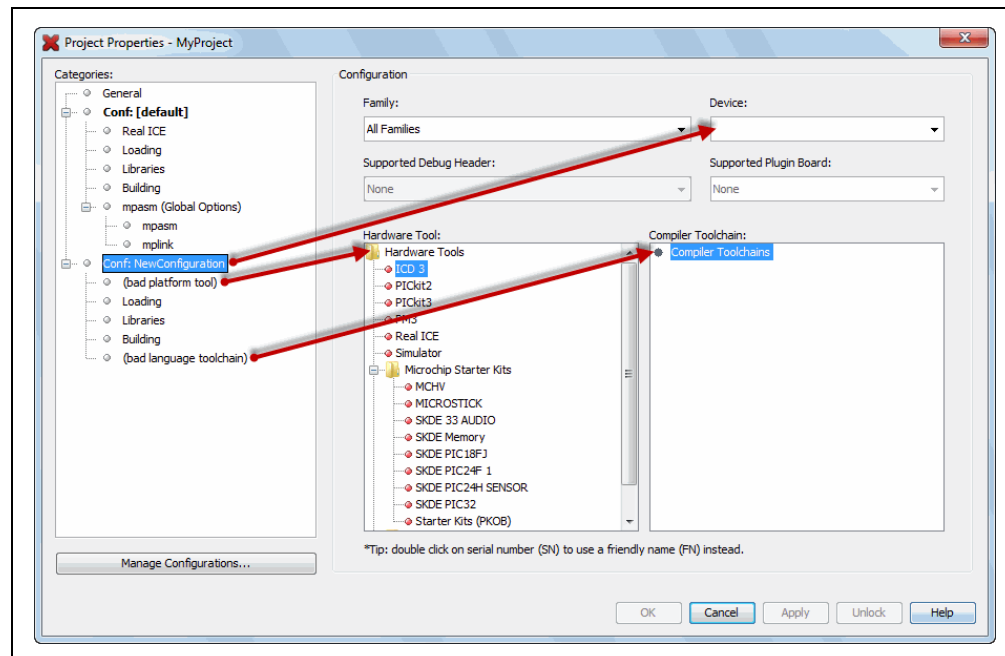 Project Properties - MyProject
Categories:
General
Conf: [default]
Real ICE
Loading
Libraries
Building
mpasm (Global Options)
mpasm
mplink
Conf: NewConfiguration
(bad platform tool)
Loading
Libraries
Building
(bad language toolchain)
Manage Configurations...
Configuration
Family:
All Families
Device:
Supported Debug Header:
None
Supported Plugin Board:
None
Hardware Tool:
Hardware Tools
ICD 3
PICkit2
PICkit3
PM3
Real ICE
Simulator
Microchip Starter Kits
MCHV
MICROSTICK
SKDE 33 AUDIO
SKDE Memory
SKDE PIC18FJ
SKDE PIC24F 1
SKDE PIC24H SENSOR
SKDE PIC32
Starter Kits (PKOB)
Compiler Toolchain:
Compiler Toolchains
*Tip: double click on serial number (SN) to use a friendly name (FN) instead.
OK
Cancel
Apply
Unlock
Help